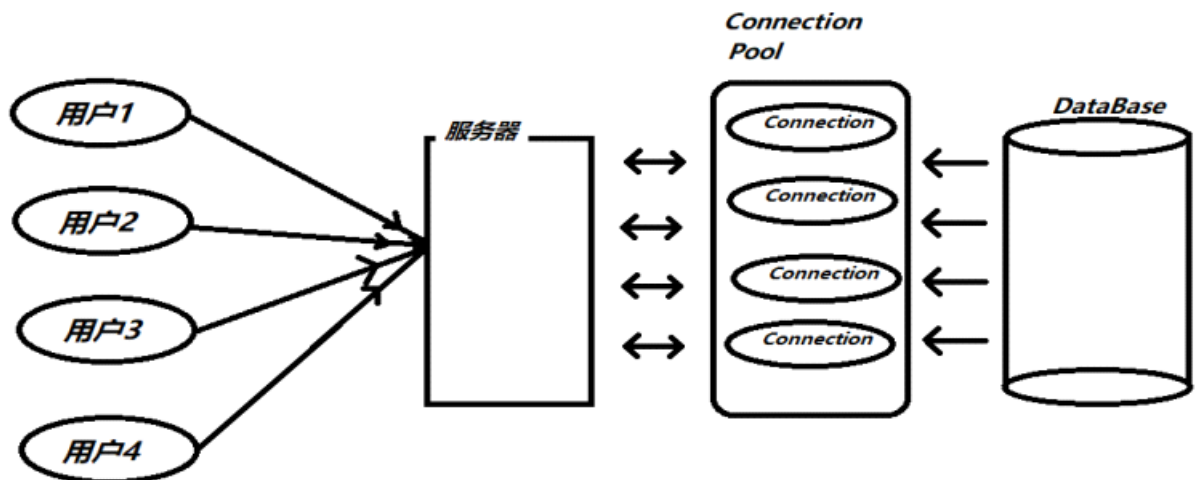 Connection
Pool
用户1
用户2
用户3
用户4
服务器
Connection
Connection
Connection
Connection
DataBase